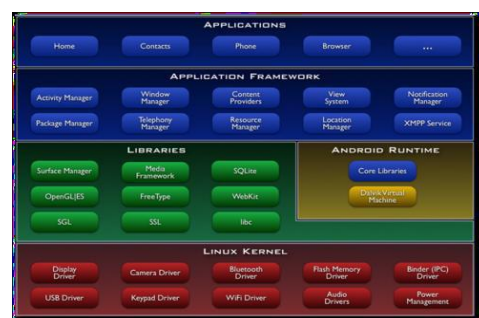 APPLICATIONS
Home
Contacts
Phone
Browser
...
APPLICATION FRAMEWORK
Activity Manager
Window
Manager
Content
Providers
View
System
Notification
Manager
Package Manager
Telephony
Manager
Resource
Manager
Location
Manager
XMPP Service
LIBRARIES
Surface Manager
Media
Framework
SQLite
OpenGL|ES
FreeType
WebKit
SGL
SSL
libc
ANDROID RUNTIME
Core Libraries
Dalvik Virtual
Machine
LINUX KERNEL
Display
Driver
Camera Driver
Bluetooth
Driver
Flash Memory
Driver
Binder (IPC)
Driver
USB Driver
Keypad Driver
WiFi Driver
Audio
Drivers
Power
Management